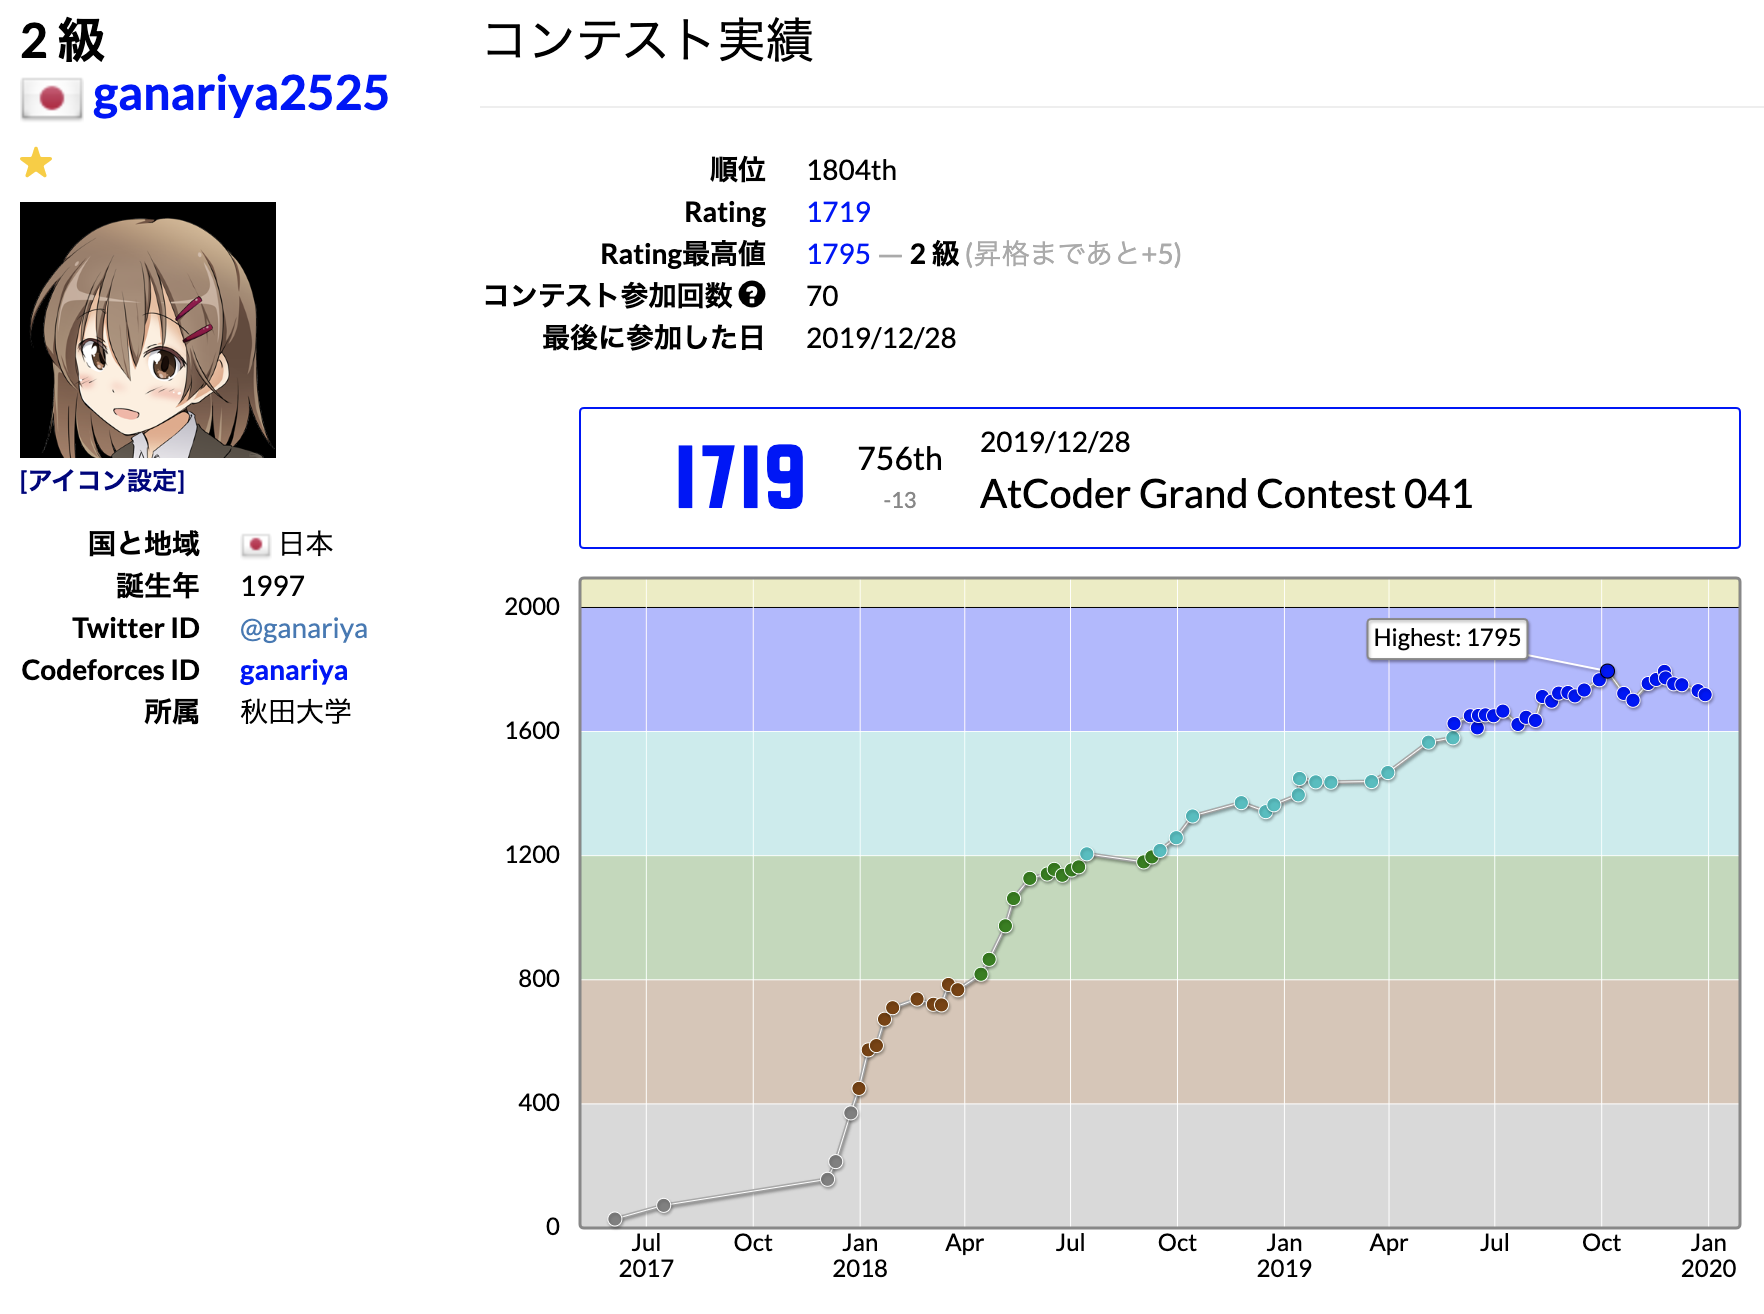 2 級
ganariya2525
[アイコン設定]
国と地域 日本
誕生年 1997
Twitter ID @ganariya
Codeforces ID ganariya
所属 秋田大学
コンテスト実績
順位 1804th
Rating 1719
Rating最高値 1795 ― 2 級 (昇格まであと+5)
コンテスト参加回数 ? 70
最後に参加した日 2019/12/28
1719
756th
-13
2019/12/28
AtCoder Grand Contest 041
Highest: 1795
2000
1600
1200
800
400
0
Jul Oct Jan Apr Jul Oct Jan Apr Jul Oct Jan
2017 2018 2019 2020